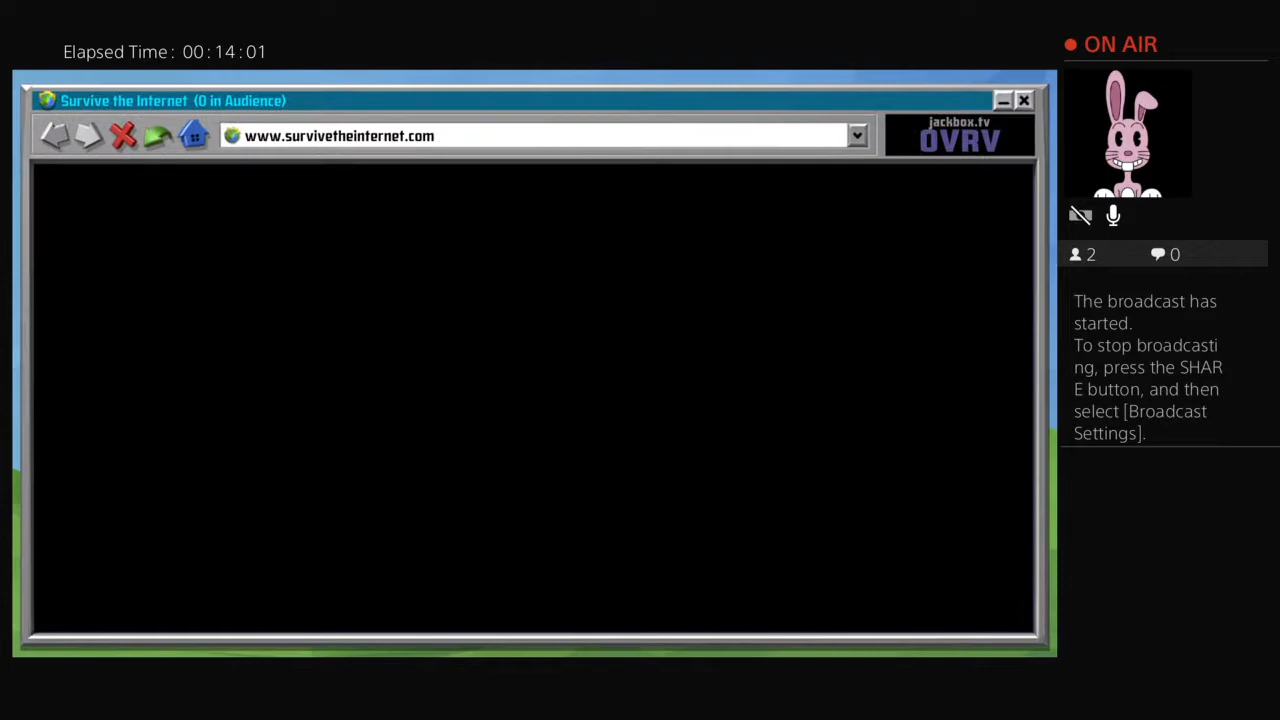 Elapsed Time: 00:14:01
ON AIR
Survive the Internet (0 in Audience)
www.survivetheinternet.com
jackbox.tv
OVRV
2 0
The broadcast has
started.
To stop broadcasti
ng, press the SHAR
E button, and then
select [Broadcast
Settings].